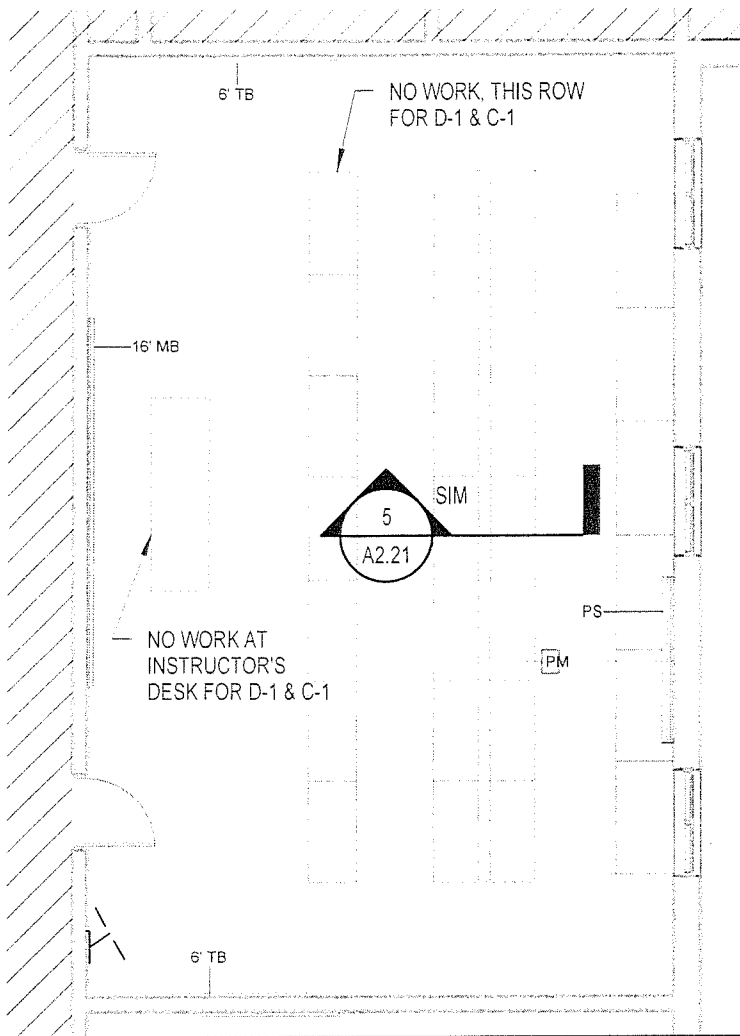 6' TB
NO WORK, THIS ROW
FOR D-1 & C-1
16' MB
SIM
5
A2.21
PS
PM
NO WORK AT
INSTRUCTOR'S
DESK FOR D-1 & C-1
6' TB